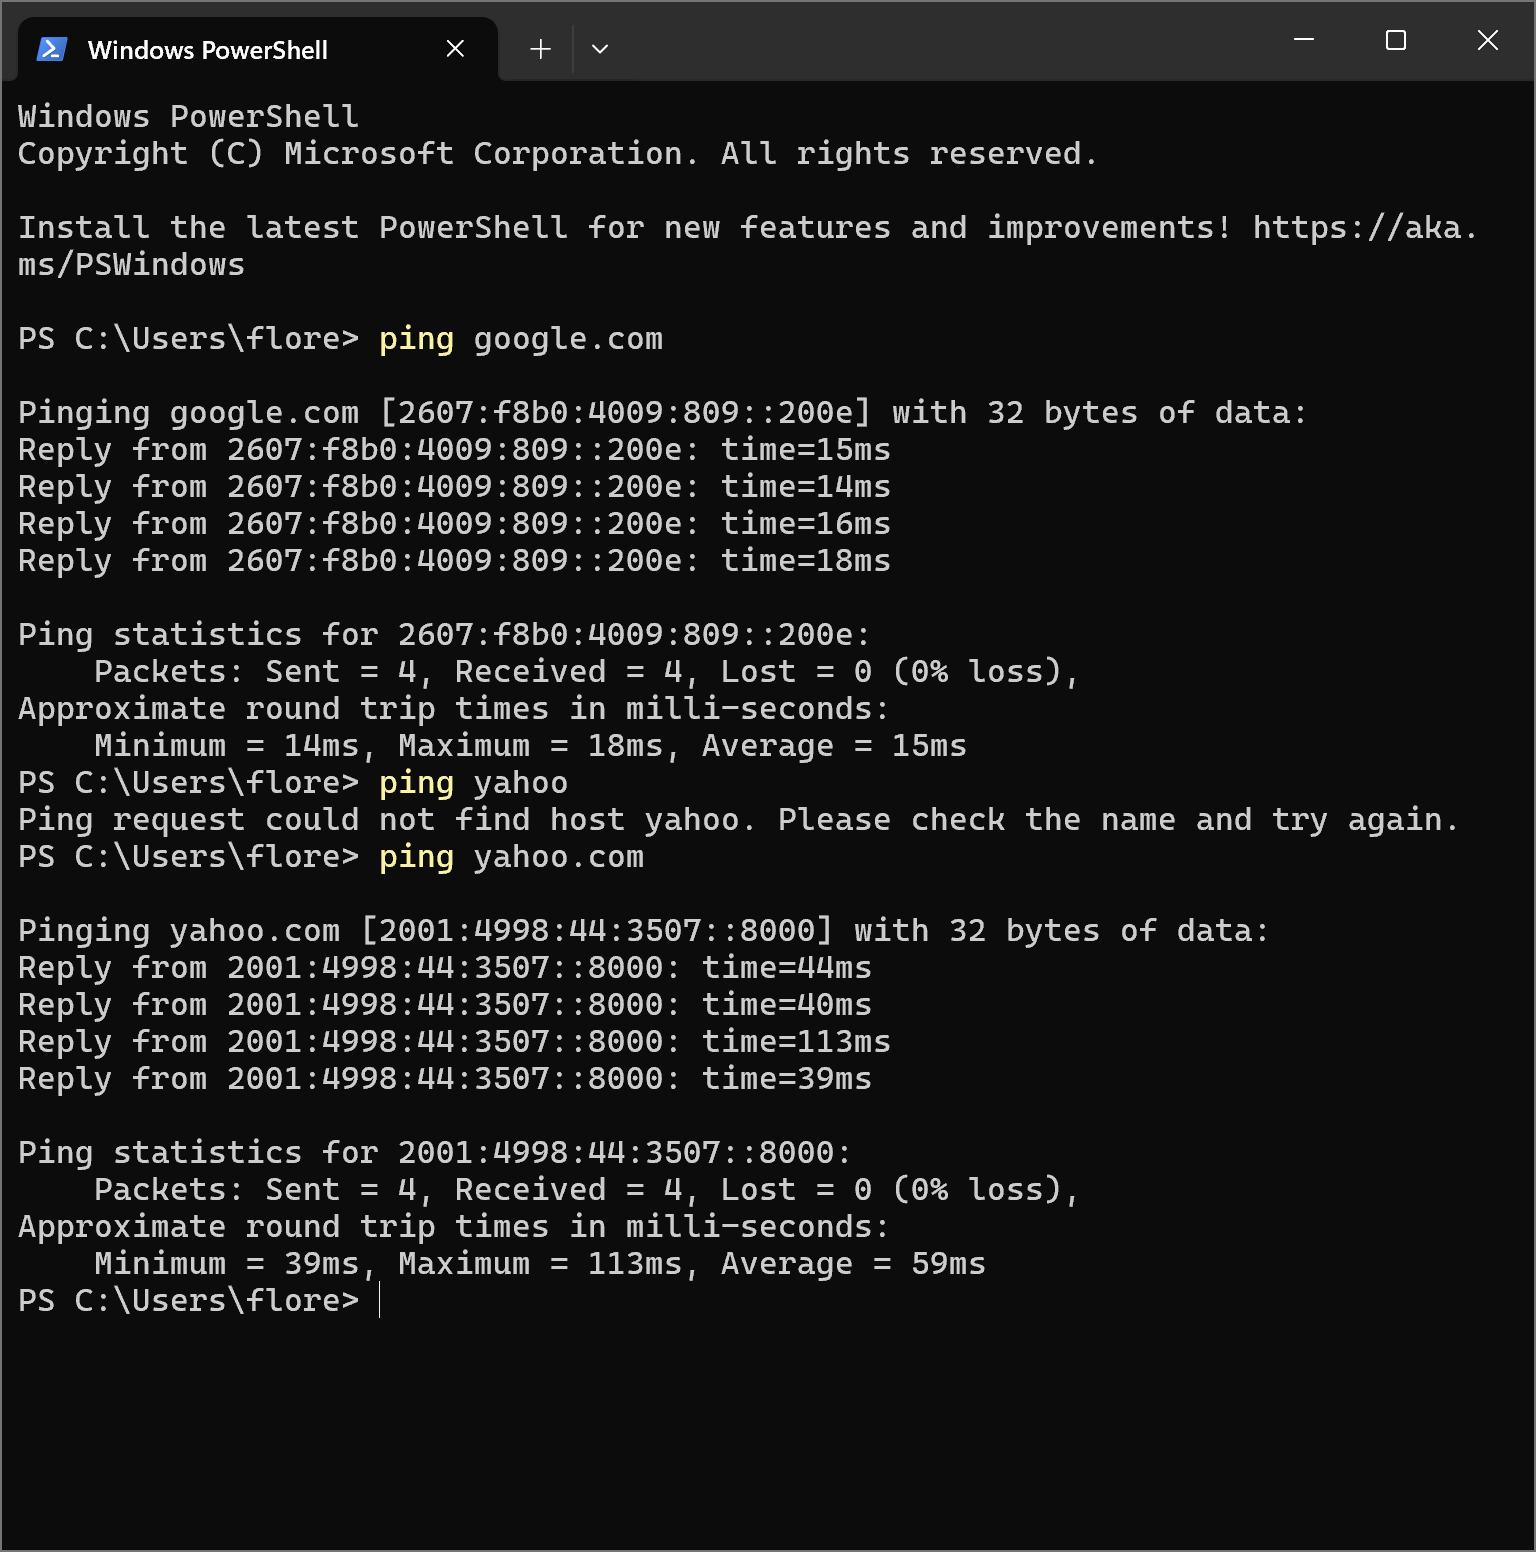 Windows PowerShell
Windows PowerShell
Copyright (C) Microsoft Corporation. All rights reserved.
Install the latest PowerShell for new features and improvements! https://aka.
ms/PSWindows
PS C:\Users\flore> ping google.com
Pinging google.com [2607:f8b0:4009:809::200e] with 32 bytes of data:
Reply from 2607:f8b0:4009:809::200e: time=15ms
Reply from 2607:f8b0:4009:809::200e: time=14ms
Reply from 2607:f8b0:4009:809::200e: time=16ms
Reply from 2607:f8b0:4009:809::200e: time=18ms
Ping statistics for 2607:f8b0:4009:809::200e:
    Packets: Sent = 4, Received = 4, Lost = 0 (0% loss),
Approximate round trip times in milli-seconds:
    Minimum = 14ms, Maximum = 18ms, Average = 15ms
PS C:\Users\flore> ping yahoo
Ping request could not find host yahoo. Please check the name and try again.
PS C:\Users\flore> ping yahoo.com
Pinging yahoo.com [2001:4998:44:3507::8000] with 32 bytes of data:
Reply from 2001:4998:44:3507::8000: time=44ms
Reply from 2001:4998:44:3507::8000: time=40ms
Reply from 2001:4998:44:3507::8000: time=113ms
Reply from 2001:4998:44:3507::8000: time=39ms
Ping statistics for 2001:4998:44:3507::8000:
    Packets: Sent = 4, Received = 4, Lost = 0 (0% loss),
Approximate round trip times in milli-seconds:
    Minimum = 39ms, Maximum = 113ms, Average = 59ms
PS C:\Users\flore>